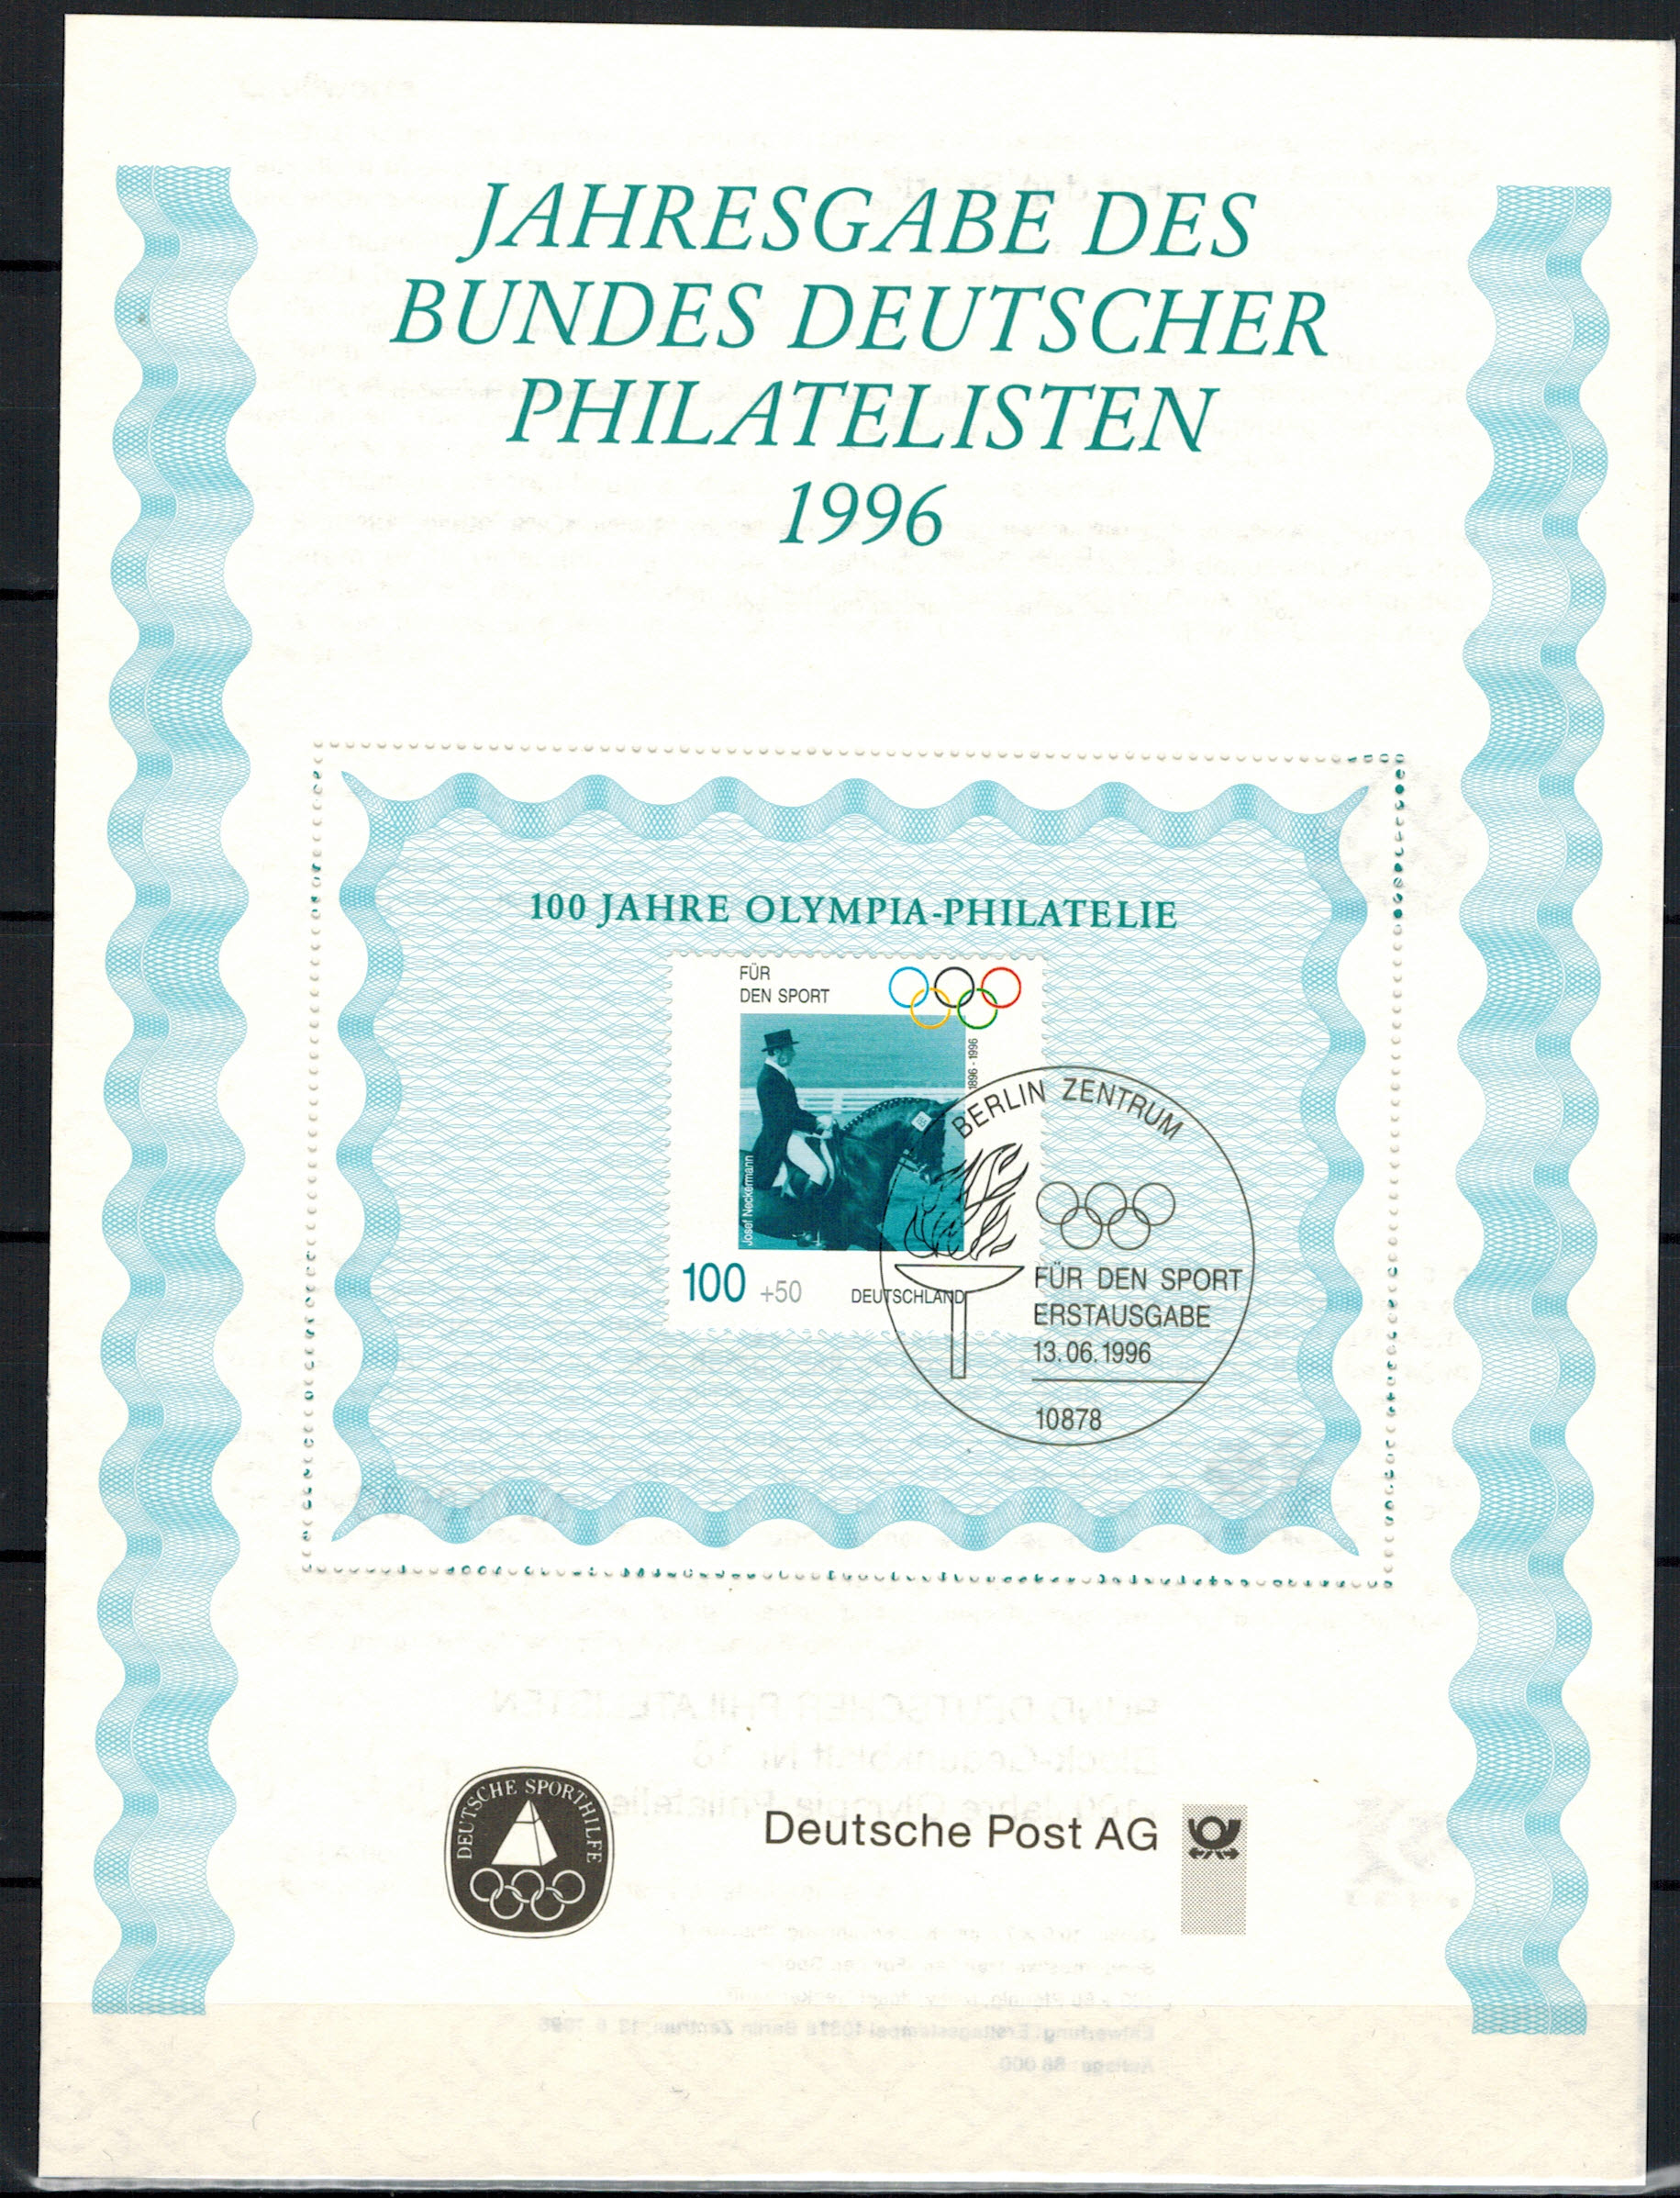 JAHRESGABE DES
BUNDES DEUTSCHER
PHILATELISTEN
1996
100 JAHRE OLYMPIA-PHILATELIE
FÜR
DEN SPORT
1896 - 1996
Josef Neckermann
100 +50 DEUTSCHLAND
BERLIN ZENTRUM
FÜR DEN SPORT
ERSTAUSGABE
13.06.1996
10878
DEUTSCHE SPORTHILFE
Deutsche Post AG